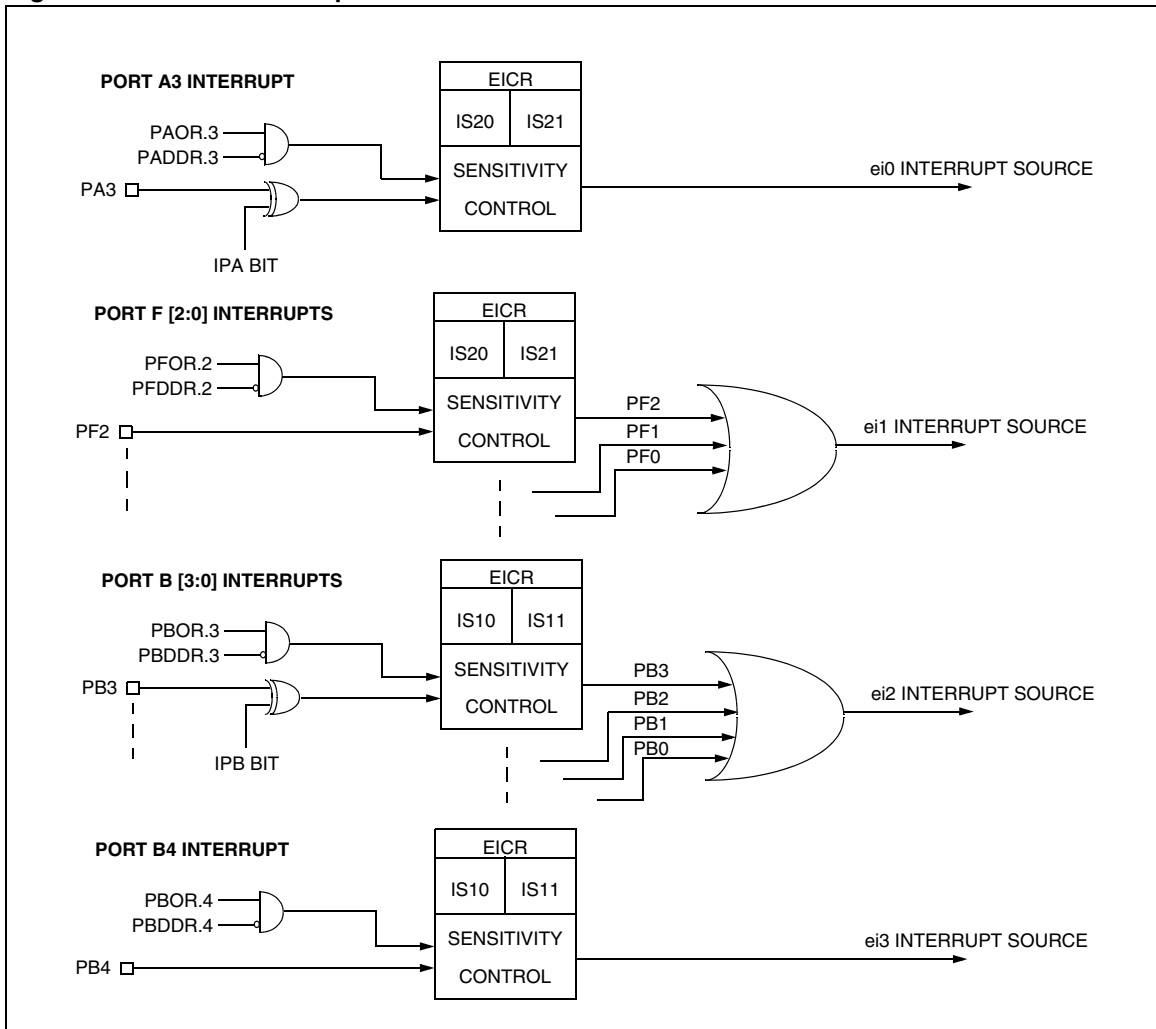 PORT A3 INTERRUPT
EICR
IS20 IS21
PAOR.3
PADDR.3
SENSITIVITY
CONTROL
PA3
IPA BIT
ei0 INTERRUPT SOURCE
PORT F [2:0] INTERRUPTS
EICR
IS20 IS21
PFOR.2
PFDDR.2
SENSITIVITY
CONTROL
PF2
PF2
PF1
PF0
ei1 INTERRUPT SOURCE
PORT B [3:0] INTERRUPTS
EICR
IS10 IS11
PBOR.3
PBDDR.3
SENSITIVITY
CONTROL
PB3
IPB BIT
PB3
PB2
PB1
PB0
ei2 INTERRUPT SOURCE
PORT B4 INTERRUPT
EICR
IS10 IS11
PBOR.4
PBDDR.4
SENSITIVITY
CONTROL
PB4
ei3 INTERRUPT SOURCE